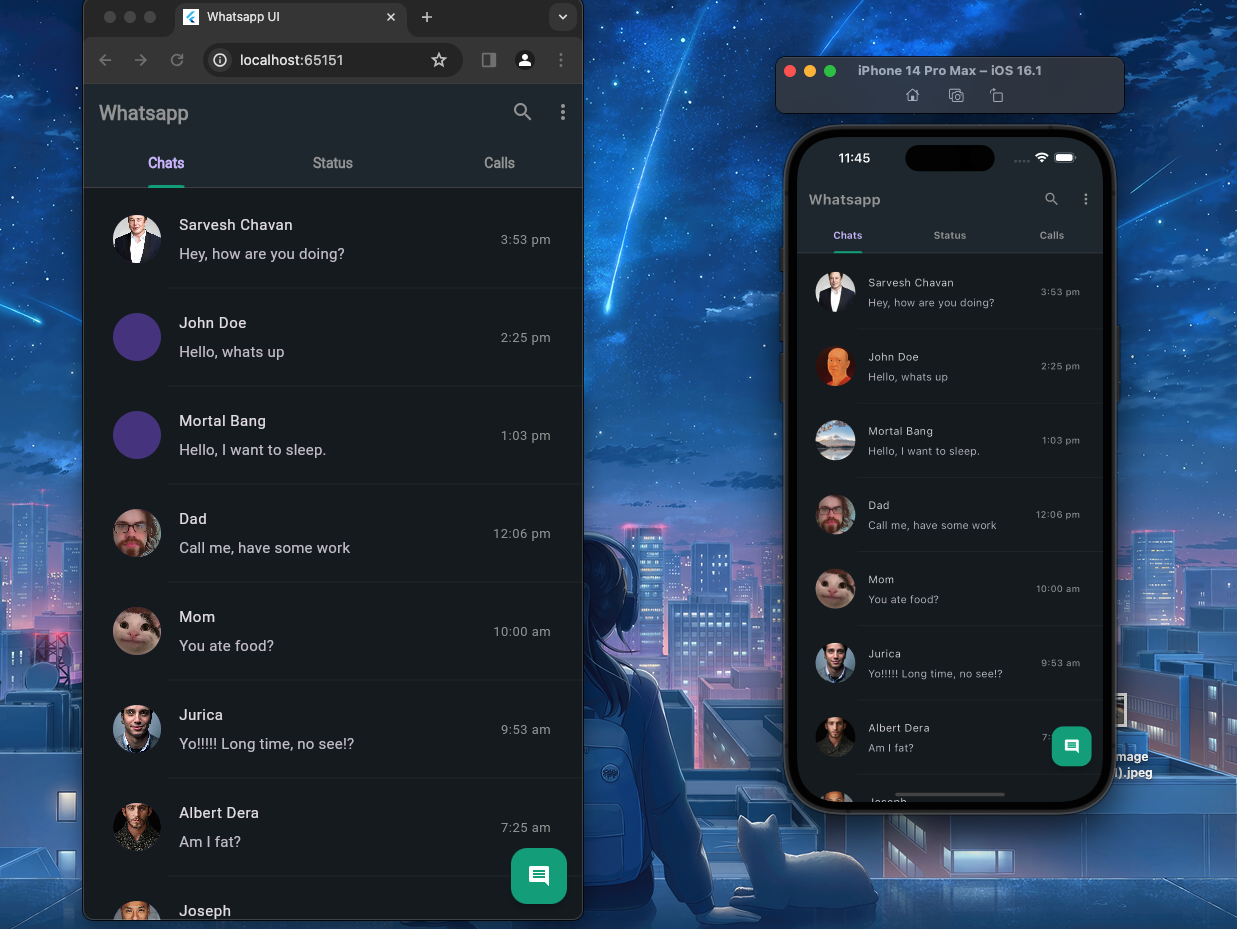 Whatsapp UI
localhost:65151
Whatsapp
Chats Status Calls
Sarvesh Chavan
Hey, how are you doing?
3:53 pm
John Doe
Hello, whats up
2:25 pm
Mortal Bang
Hello, I want to sleep.
1:03 pm
Dad
Call me, have some work
12:06 pm
Mom
You ate food?
10:00 am
Jurica
Yo!!!!! Long time, no see!?
9:53 am
Albert Dera
Am I fat?
7:25 am
Joseph
iPhone 14 Pro Max – iOS 16.1
11:45
Whatsapp
Chats Status Calls
Sarvesh Chavan
Hey, how are you doing?
3:53 pm
John Doe
Hello, whats up
2:25 pm
Mortal Bang
Hello, I want to sleep.
1:03 pm
Dad
Call me, have some work
12:06 pm
Mom
You ate food?
10:00 am
Jurica
Yo!!!!! Long time, no see!?
9:53 am
Albert Dera
Am I fat?
7:
Joseph
mage
).jpeg